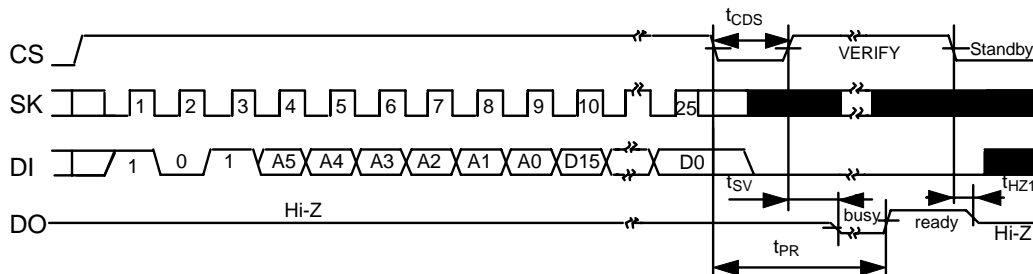 tCDS
CS VERIFY Standby
SK 1 2 3 4 5 6 7 8 9 10 25
DI 1 0 1 A5 A4 A3 A2 A1 A0 D15 D0
tSV tHZ1
DO Hi-Z busy ready Hi-Z
tPR